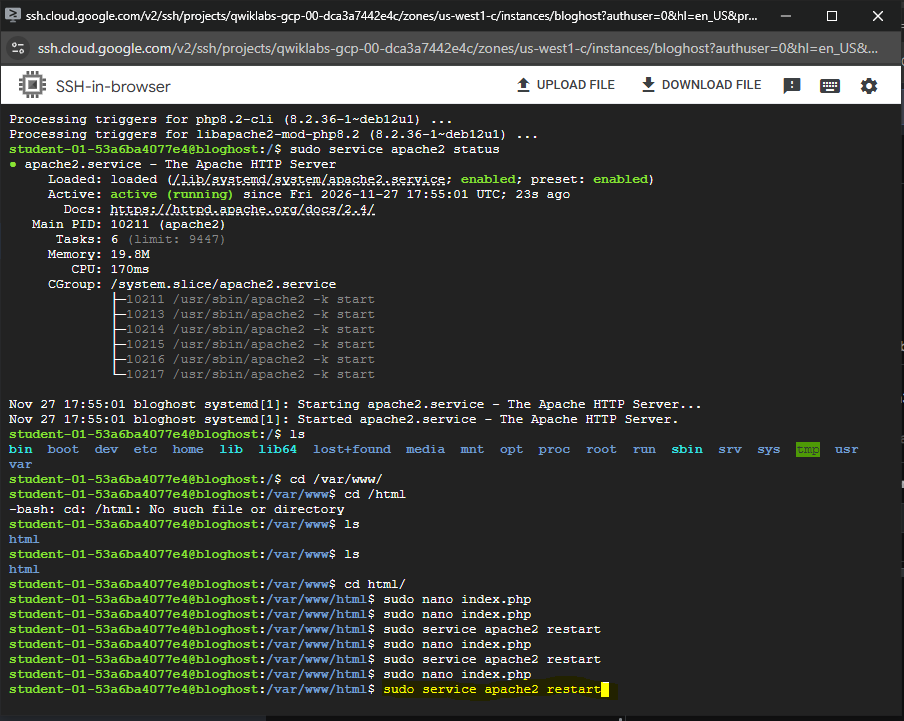 ssh.cloud.google.com/v2/ssh/projects/qwiklabs-gcp-00-dca3a7442e4c/zones/us-west1-c/instances/bloghost?authuser=0&hl=en_US&pr...
ssh.cloud.google.com/v2/ssh/projects/qwiklabs-gcp-00-dca3a7442e4c/zones/us-west1-c/instances/bloghost?authuser=0&hl=en_US&...
SSH-in-browser
UPLOAD FILE
DOWNLOAD FILE
Processing triggers for php8.2-cli (8.2.36-1~deb12u1) ...
Processing triggers for libapache2-mod-php8.2 (8.2.36-1~deb12u1) ...
student-01-53a6ba4077e4@bloghost:/$ sudo service apache2 status
● apache2.service - The Apache HTTP Server
Loaded: loaded (/lib/systemd/system/apache2.service; enabled; preset: enabled)
Active: active (running) since Fri 2026-11-27 17:55:01 UTC; 23s ago
Docs: https://httpd.apache.org/docs/2.4/
Main PID: 10211 (apache2)
Tasks: 6 (limit: 9447)
Memory: 19.8M
CPU: 170ms
CGroup: /system.slice/apache2.service
├─10211 /usr/sbin/apache2 -k start
├─10213 /usr/sbin/apache2 -k start
├─10214 /usr/sbin/apache2 -k start
├─10215 /usr/sbin/apache2 -k start
├─10216 /usr/sbin/apache2 -k start
└─10217 /usr/sbin/apache2 -k start
Nov 27 17:55:01 bloghost systemd[1]: Starting apache2.service - The Apache HTTP Server...
Nov 27 17:55:01 bloghost systemd[1]: Started apache2.service - The Apache HTTP Server.
student-01-53a6ba4077e4@bloghost:/$ ls
bin boot dev etc home lib lib64 lost+found media mnt opt proc root run sbin srv sys tmp usr
var
student-01-53a6ba4077e4@bloghost:/$ cd /var/www/
student-01-53a6ba4077e4@bloghost:/var/www$ cd /html
-bash: cd: /html: No such file or directory
student-01-53a6ba4077e4@bloghost:/var/www$ ls
html
student-01-53a6ba4077e4@bloghost:/var/www$ ls
html
student-01-53a6ba4077e4@bloghost:/var/www$ cd html/
student-01-53a6ba4077e4@bloghost:/var/www/html$ sudo nano index.php
student-01-53a6ba4077e4@bloghost:/var/www/html$ sudo nano index.php
student-01-53a6ba4077e4@bloghost:/var/www/html$ sudo service apache2 restart
student-01-53a6ba4077e4@bloghost:/var/www/html$ sudo nano index.php
student-01-53a6ba4077e4@bloghost:/var/www/html$ sudo service apache2 restart
student-01-53a6ba4077e4@bloghost:/var/www/html$ sudo nano index.php
student-01-53a6ba4077e4@bloghost:/var/www/html$ sudo service apache2 restart